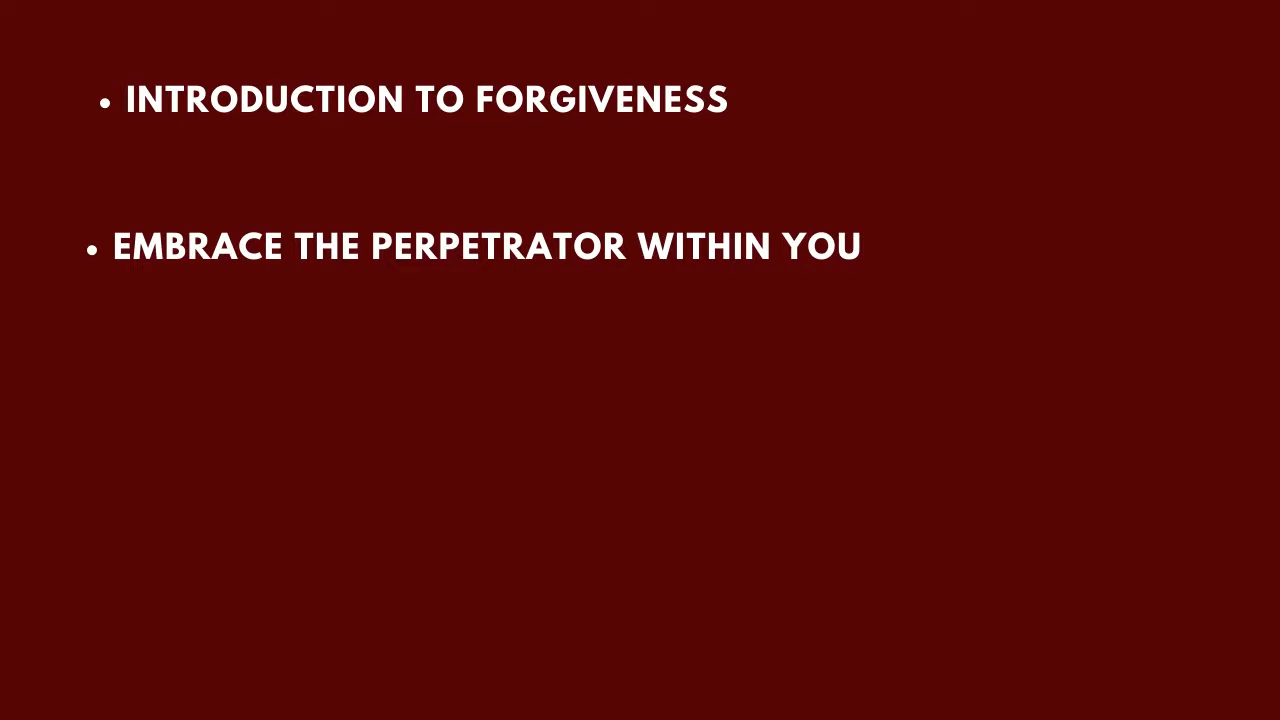 • INTRODUCTION TO FORGIVENESS
• EMBRACE THE PERPETRATOR WITHIN YOU